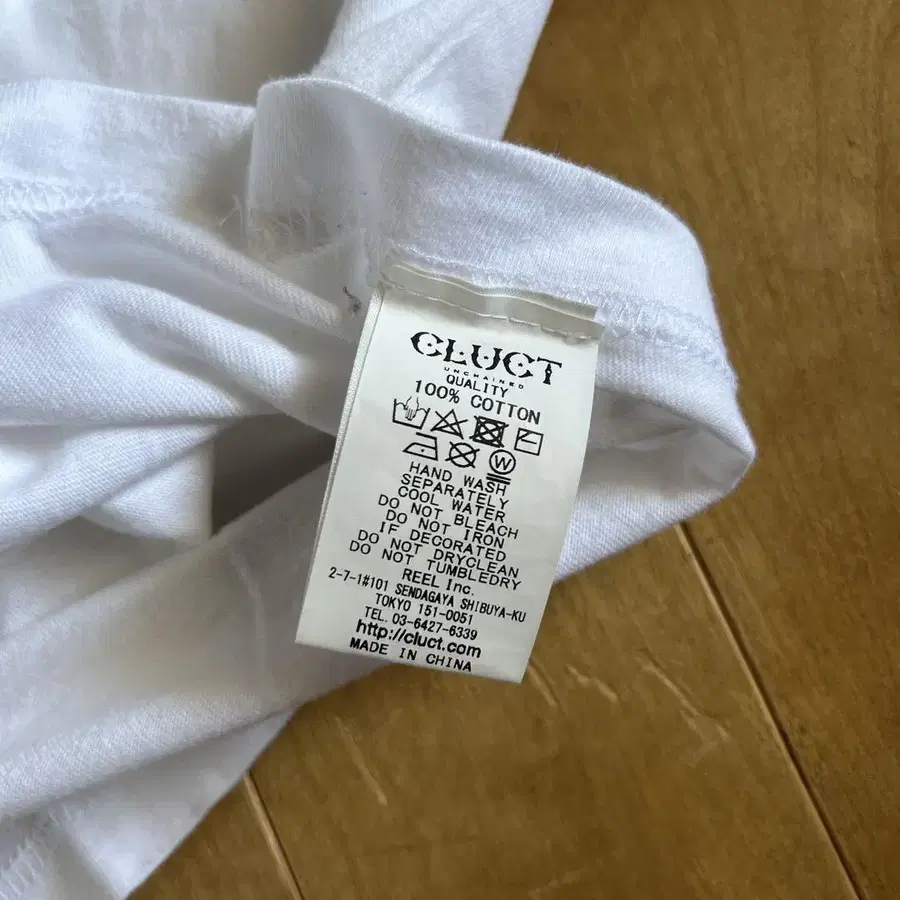 CLUCT
UNCHAINED
QUALITY
100% COTTON
W
HAND WASH
SEPARATELY
COOL WATER
DO NOT BLEACH
DO NOT IRON
IF DECORATED
DO NOT DRYCLEAN
DO NOT TUMBLEDRY
REEL Inc.
2-7-1#101 SENDAGAYA SHIBUYA-KU
TOKYO 151-0051
TEL. 03-6427-6339
http://cluct.com
MADE IN CHINA